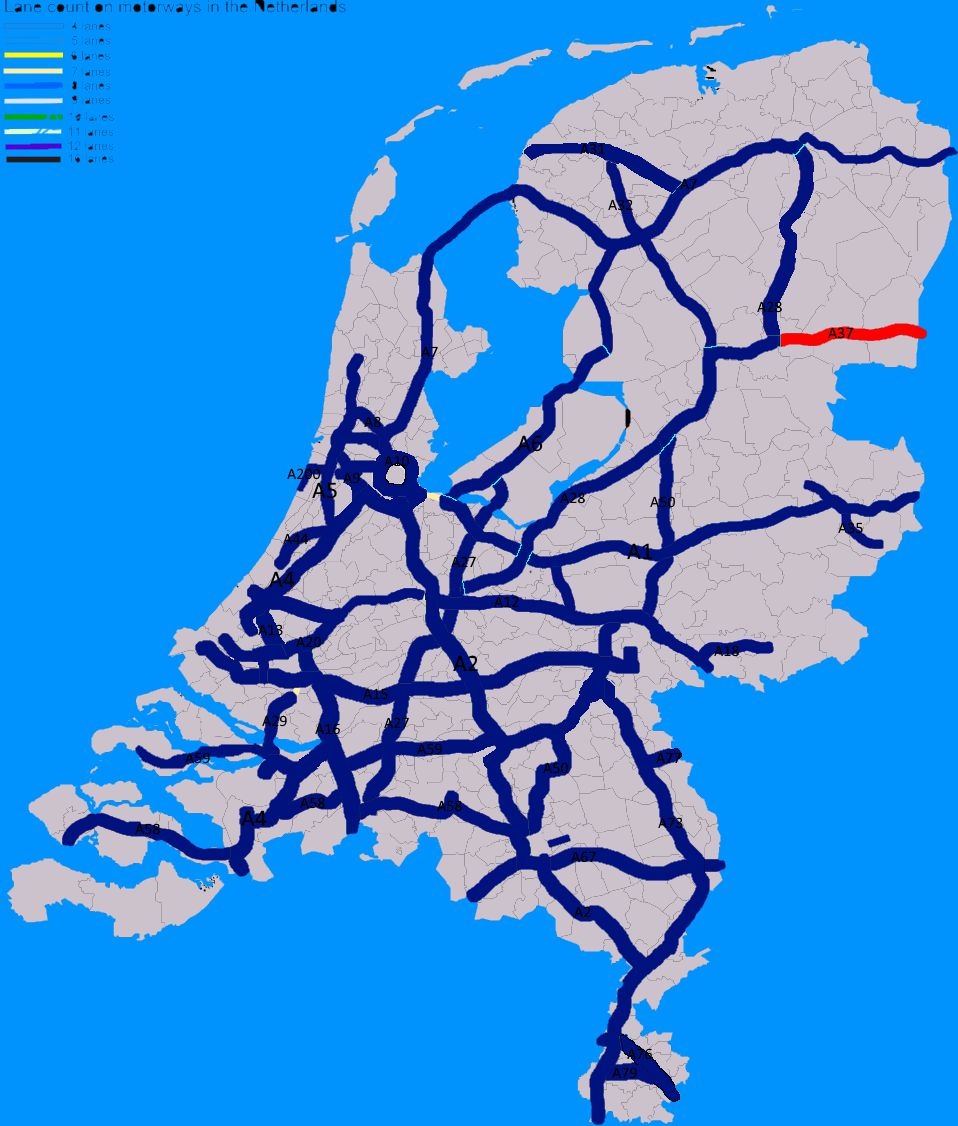 Lane count on motorways in the Netherlands
4 lanes
5 lanes
6 lanes
7 lanes
8 lanes
9 lanes
10 lanes
11 lanes
12 lanes
lanes
A31
A7
A32
A28
A37
A7
A8
A6
A10
A200
A9
A5
A28
A50
A35
A44
A1
A4
A27
A12
A13
A20
A18
A2
A15
A29
A16
A27
A59
A59
A77
A50
A58
A58
A4
A58
A73
A67
A2
A76
A79